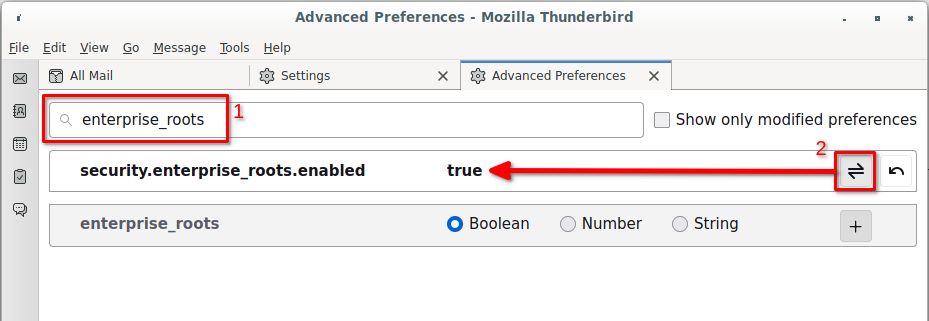 Advanced Preferences - Mozilla Thunderbird
File Edit View Go Message Tools Help
All Mail Settings Advanced Preferences
enterprise_roots 1 Show only modified preferences
2
security.enterprise_roots.enabled true
enterprise_roots Boolean Number String